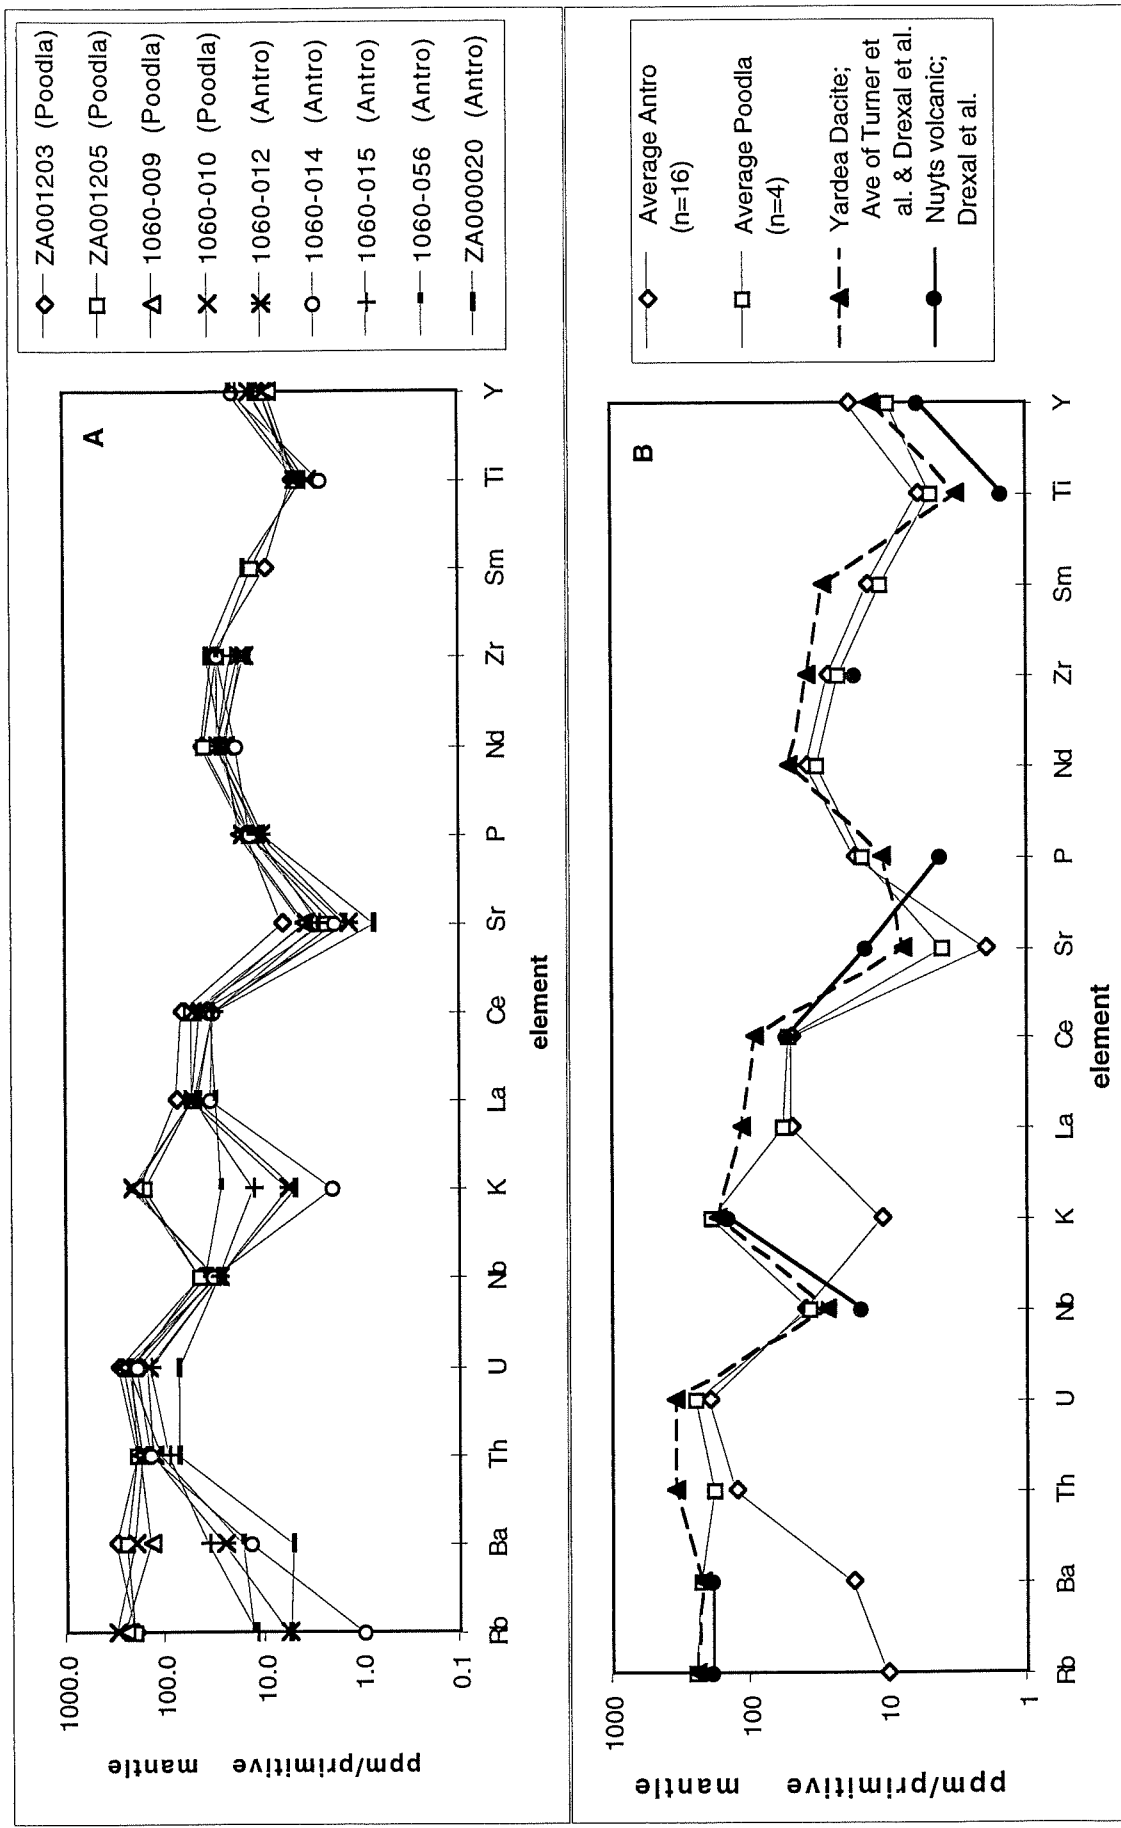 A
1000.0
100.0
10.0
1.0
0.1
ppm/primitive mantle
Rb Ba Th U Nb K La Ce Sr P Nd Zr Sm Ti Y
element
ZA001203 (Poodla)
ZA001205 (Poodla)
1060-009 (Poodla)
1060-010 (Poodla)
1060-012 (Antro)
1060-014 (Antro)
1060-015 (Antro)
1060-056 (Antro)
ZA000020 (Antro)
B
1000
100
10
1
ppm/primitive mantle
Rb Ba Th U Nb K La Ce Sr P Nd Zr Sm Ti Y
element
Average Antro
(n=16)
Average Poodla
(n=4)
Yardea Dacite;
Ave of Turner et
al. & Drexal et al.
Nuyts volcanic;
Drexal et al.